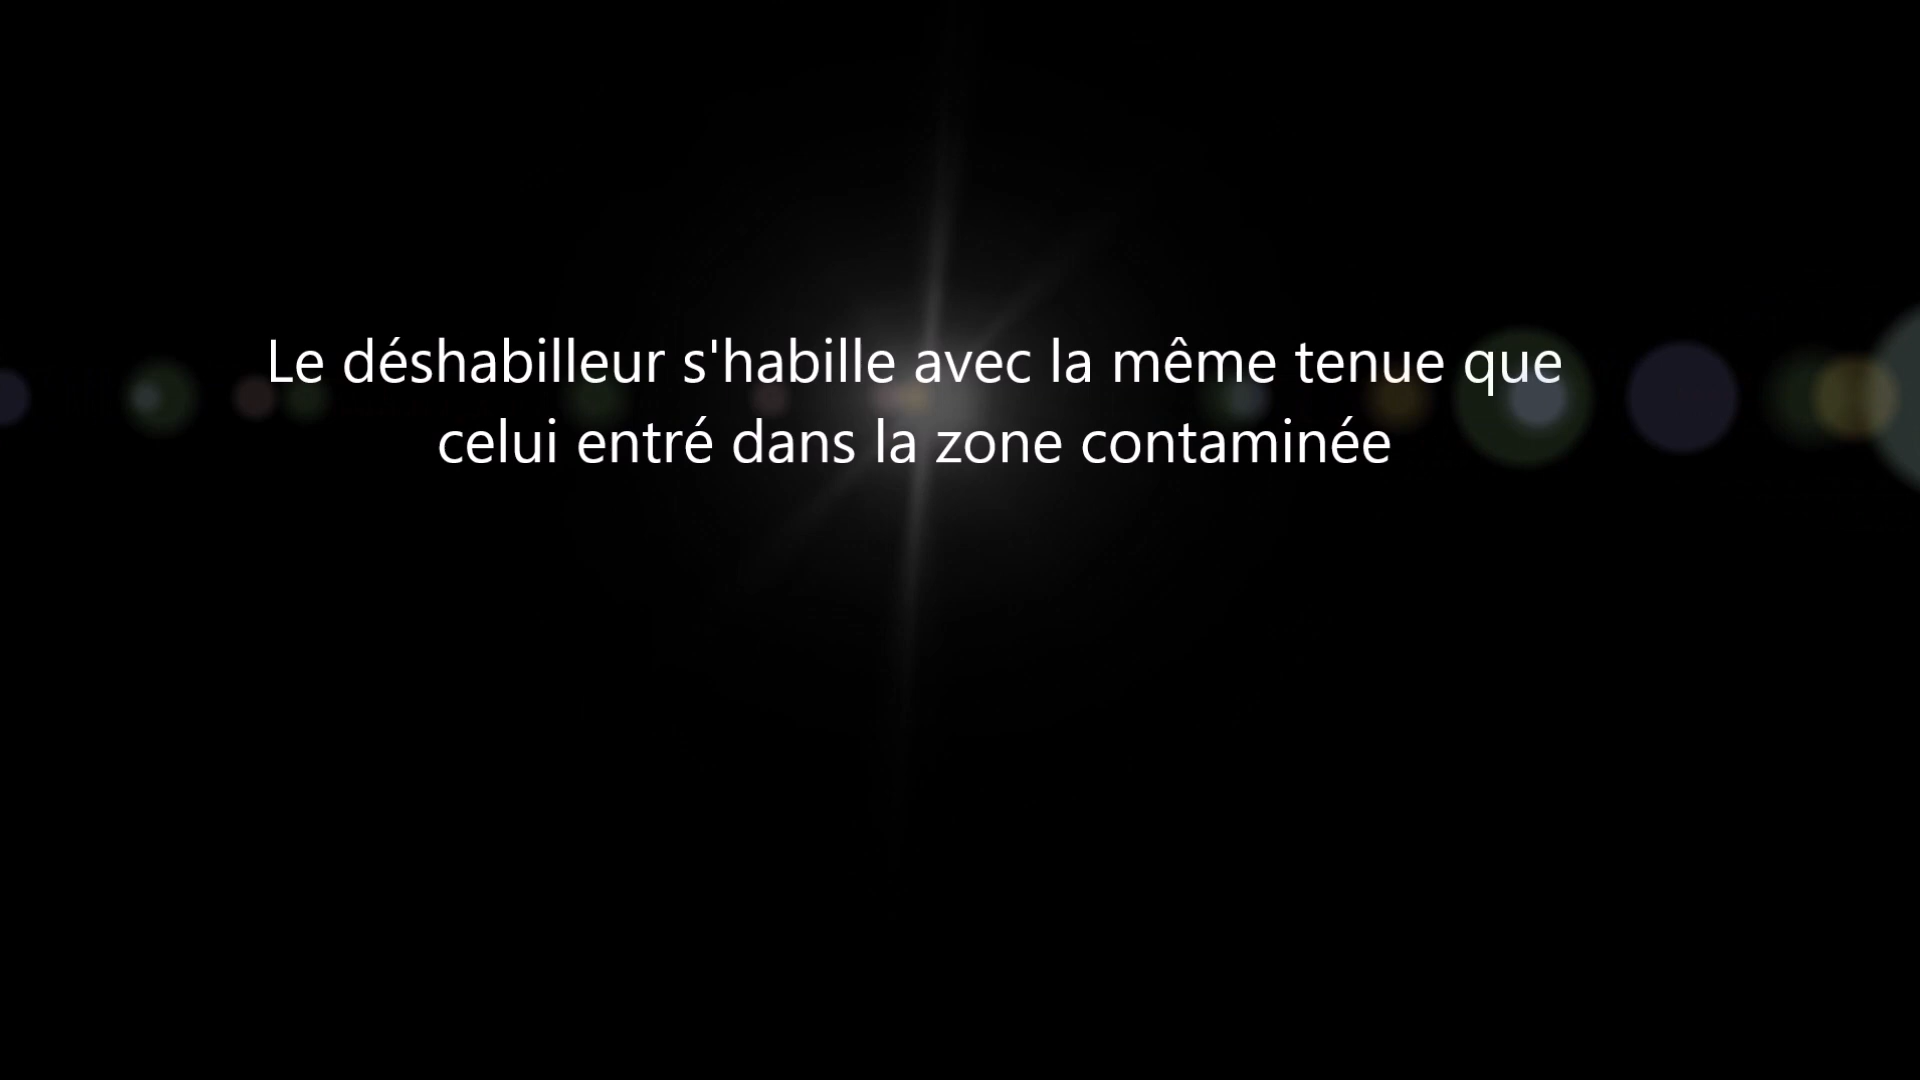 Le déshabilleur s'habille avec la même tenue que
celui entré dans la zone contaminée